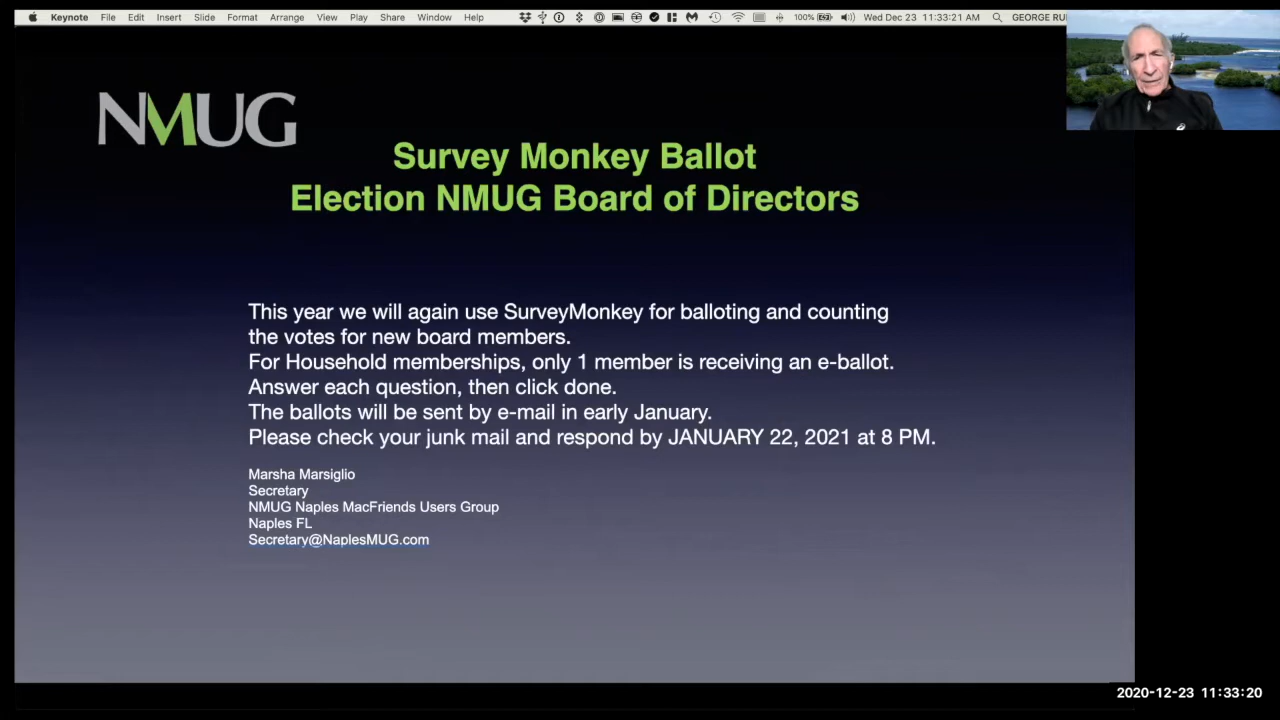 Keynote File Edit Insert Slide Format Arrange View Play Share Window Help 100% Wed Dec 23 11:33:21 AM GEORGE
NMUG
Survey Monkey Ballot
Election NMUG Board of Directors
This year we will again use SurveyMonkey for balloting and counting
the votes for new board members.
For Household memberships, only 1 member is receiving an e-ballot.
Answer each question, then click done.
The ballots will be sent by e-mail in early January.
Please check your junk mail and respond by JANUARY 22, 2021 at 8 PM.
Marsha Marsiglio
Secretary
NMUG Naples MacFriends Users Group
Naples FL
Secretary@NaplesMUG.com
2020-12-23 11:33:20